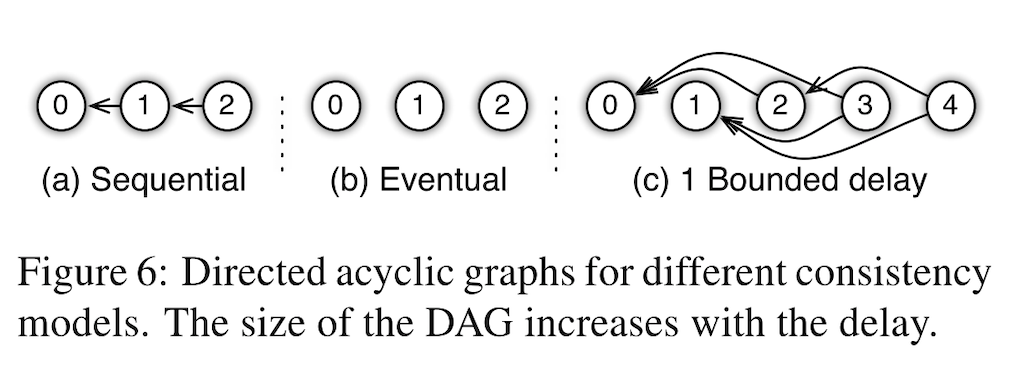 0 1 2 0 1 2 0 1 2 3 4
(a) Sequential (b) Eventual (c) 1 Bounded delay
Figure 6: Directed acyclic graphs for different consistency
models. The size of the DAG increases with the delay.